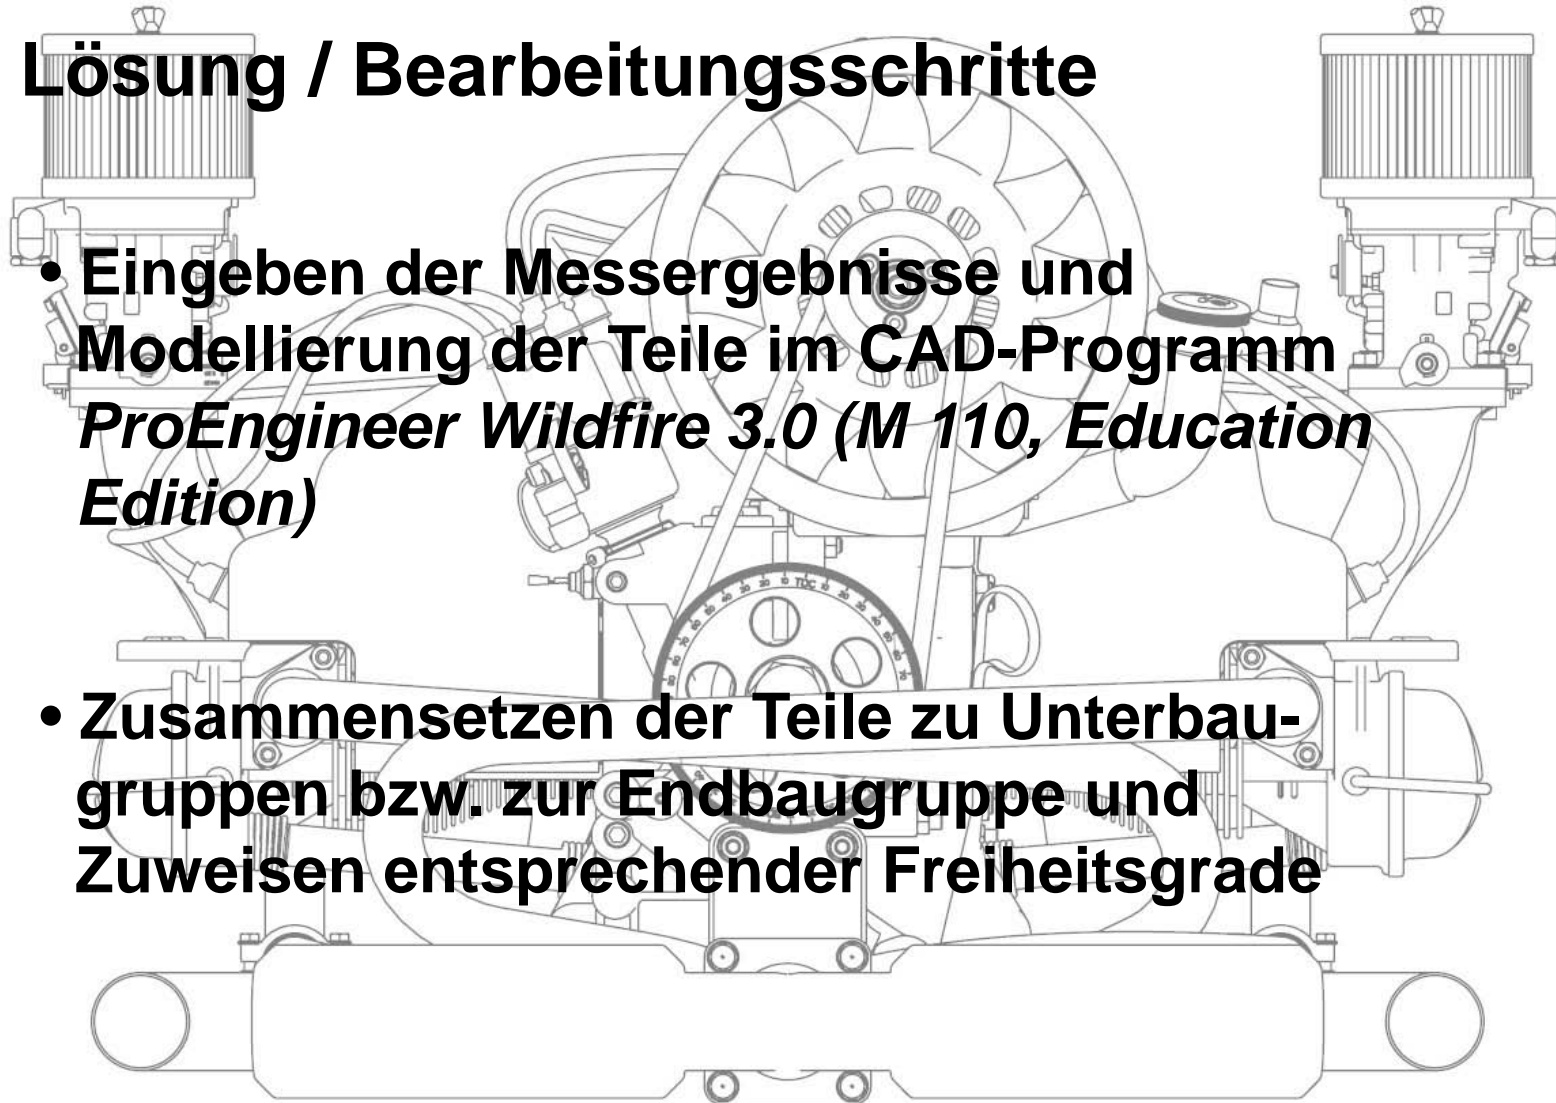 Lösung / Bearbeitungsschritte
• Eingeben der Messergebnisse und
Modellierung der Teile im CAD-Programm
ProEngineer Wildfire 3.0 (M 110, Education
Edition)
• Zusammensetzen der Teile zu Unterbau-
gruppen bzw. zur Endbaugruppe und
Zuweisen entsprechender Freiheitsgrade
TDC